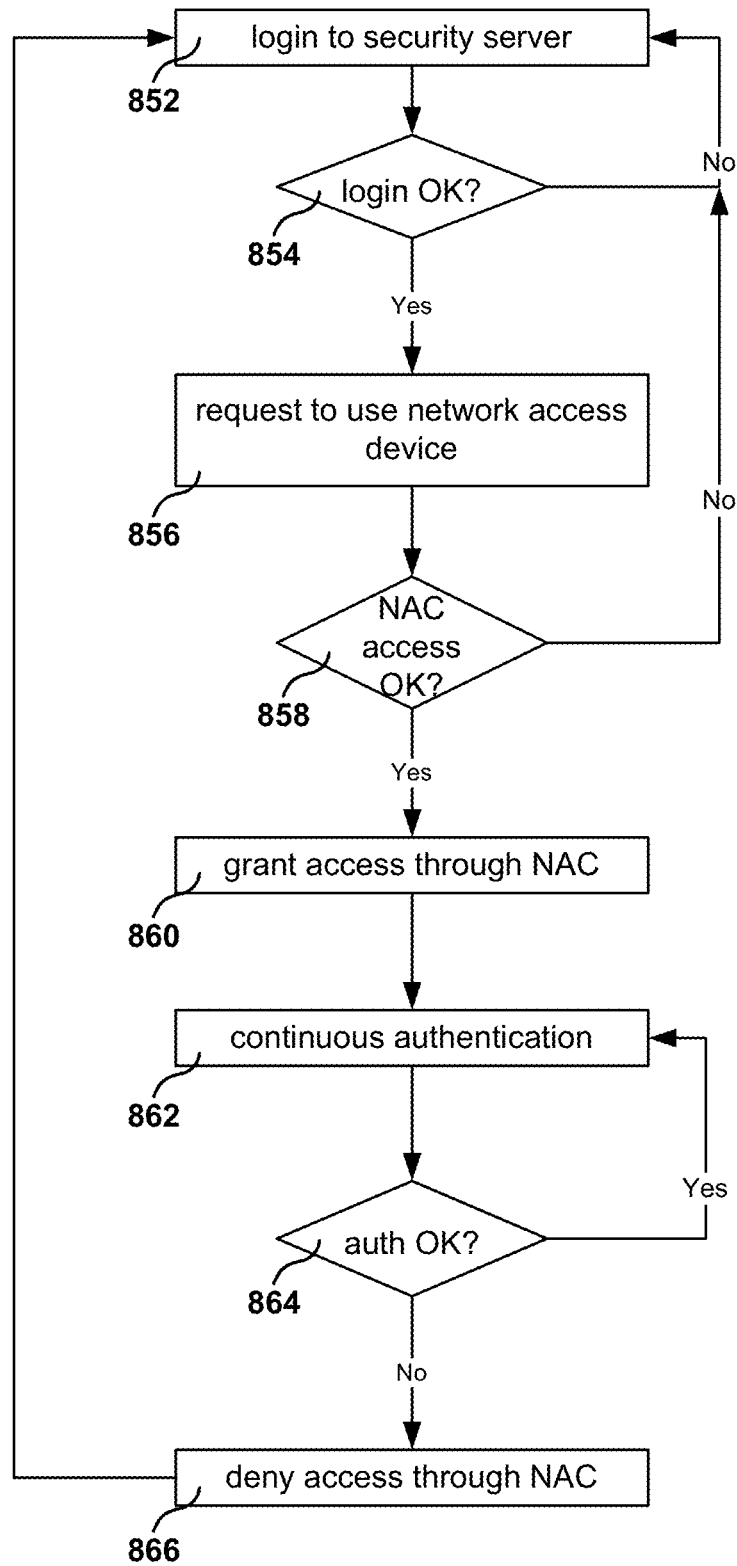 login to security server
852
No
login OK?
854
Yes
request to use network access
device
856
No
NAC
access
OK?
858
Yes
grant access through NAC
860
continuous authentication
862
Yes
auth OK?
864
No
deny access through NAC
866